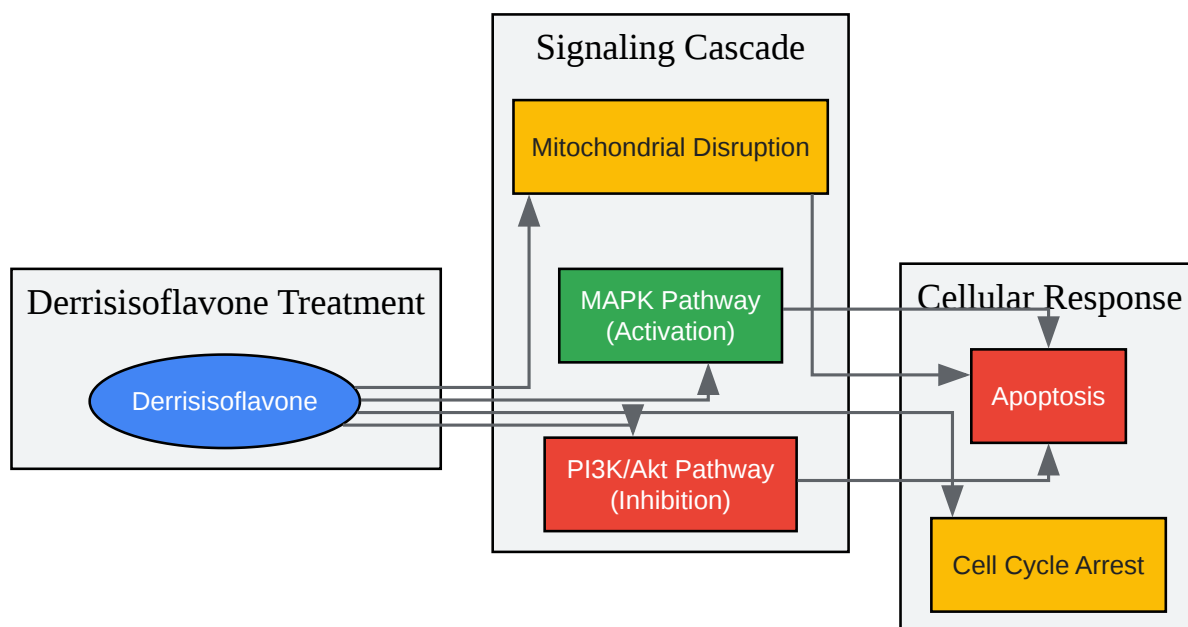 Signaling Cascade
Mitochondrial Disruption
Derrisisoflavone Treatment
Derrisisoflavone
MAPK Pathway
(Activation)
PI3K/Akt Pathway
(Inhibition)
Cellular Response
Apoptosis
Cell Cycle Arrest